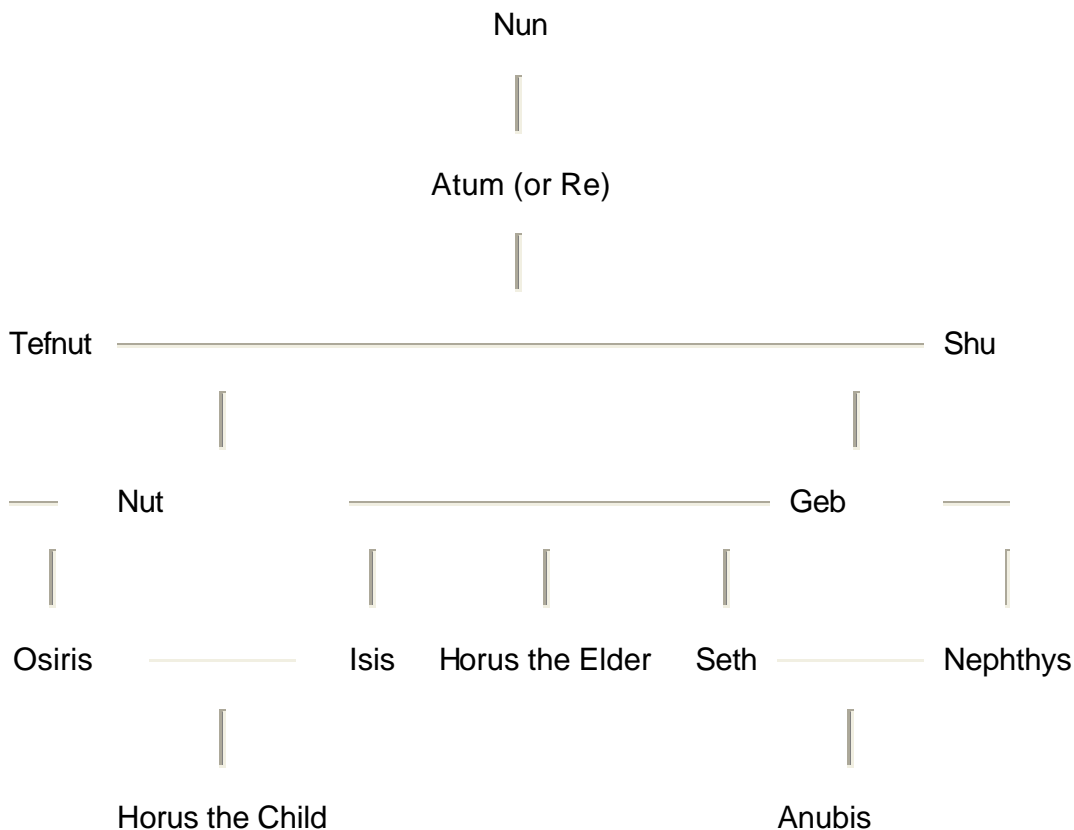 Nun
Atum (or Re)
Tefnut Shu
Nut Geb
Osiris Isis Horus the Elder Seth Nephthys
Horus the Child Anubis